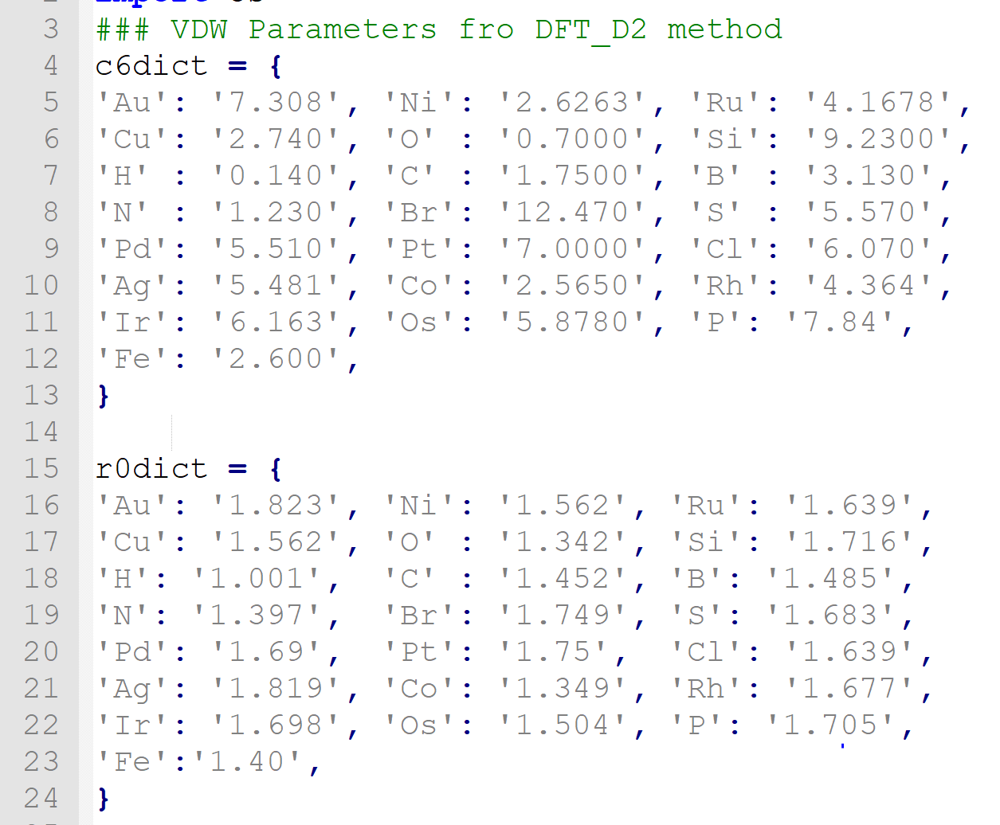 3 ### VDW Parameters fro DFT_D2 method
4 c6dict = {
5 'Au': '7.308', 'Ni': '2.6263', 'Ru': '4.1678',
6 'Cu': '2.740', 'O' : '0.7000', 'Si': '9.2300',
7 'H' : '0.140', 'C' : '1.7500', 'B' : '3.130',
8 'N' : '1.230', 'Br': '12.470', 'S' : '5.570',
9 'Pd': '5.510', 'Pt': '7.0000', 'Cl': '6.070',
10 'Ag': '5.481', 'Co': '2.5650', 'Rh': '4.364',
11 'Ir': '6.163', 'Os': '5.8780', 'P': '7.84',
12 'Fe': '2.600',
13 }
14
15 r0dict = {
16 'Au': '1.823', 'Ni': '1.562', 'Ru': '1.639',
17 'Cu': '1.562', 'O' : '1.342', 'Si': '1.716',
18 'H': '1.001', 'C' : '1.452', 'B': '1.485',
19 'N': '1.397', 'Br': '1.749', 'S': '1.683',
20 'Pd': '1.69', 'Pt': '1.75', 'Cl': '1.639',
21 'Ag': '1.819', 'Co': '1.349', 'Rh': '1.677',
22 'Ir': '1.698', 'Os': '1.504', 'P': '1.705',
23 'Fe':'1.40',
24 }